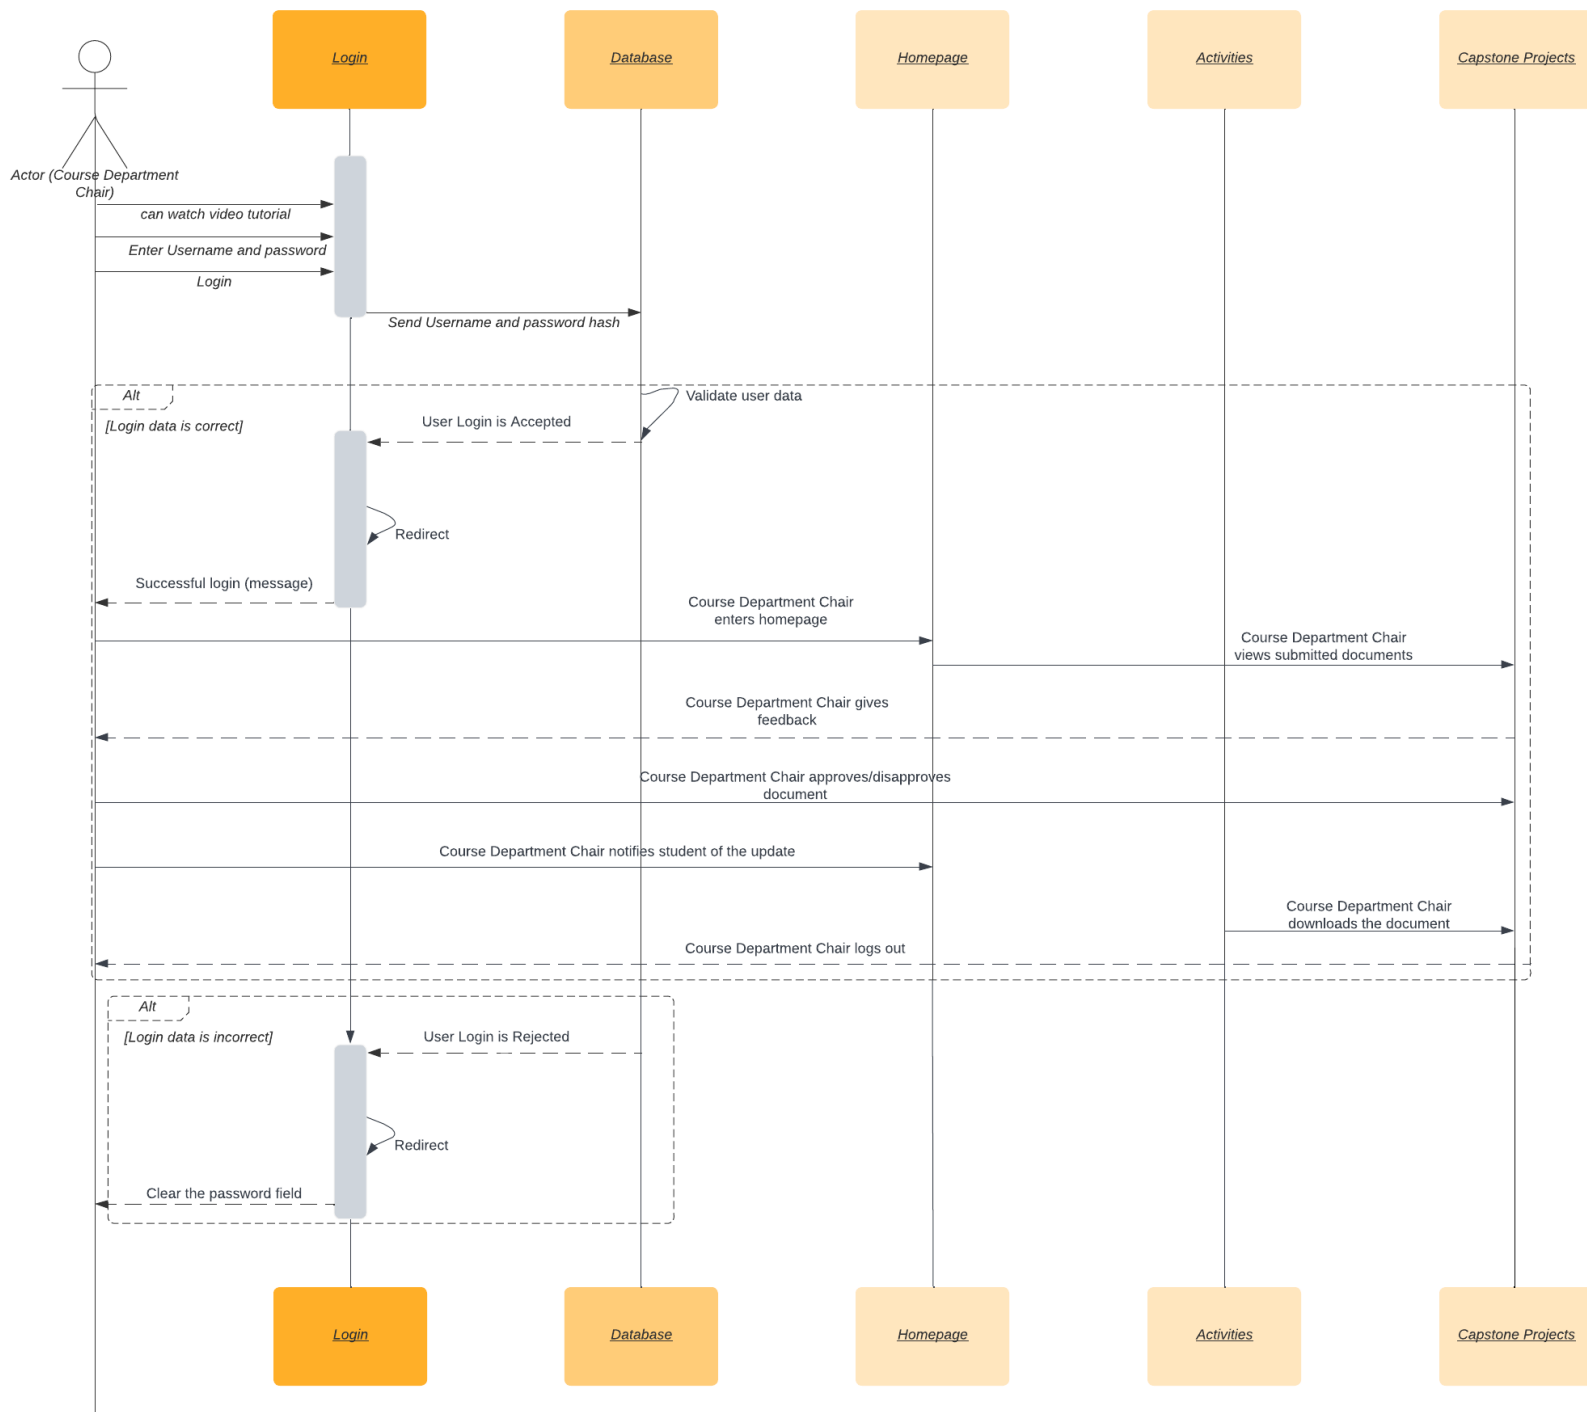 Login
Database
Homepage
Activities
Capstone Projects
Actor (Course Department
Chair)
can watch video tutorial
Enter Username and password
Login
Send Username and password hash
Alt
Validate user data
[Login data is correct]
User Login is Accepted
Redirect
Successful login (message)
Course Department Chair
enters homepage
Course Department Chair
views submitted documents
Course Department Chair gives
feedback
Course Department Chair approves/disapproves
document
Course Department Chair notifies student of the update
Course Department Chair
downloads the document
Course Department Chair logs out
Alt
[Login data is incorrect]
User Login is Rejected
Redirect
Clear the password field
Login
Database
Homepage
Activities
Capstone Projects